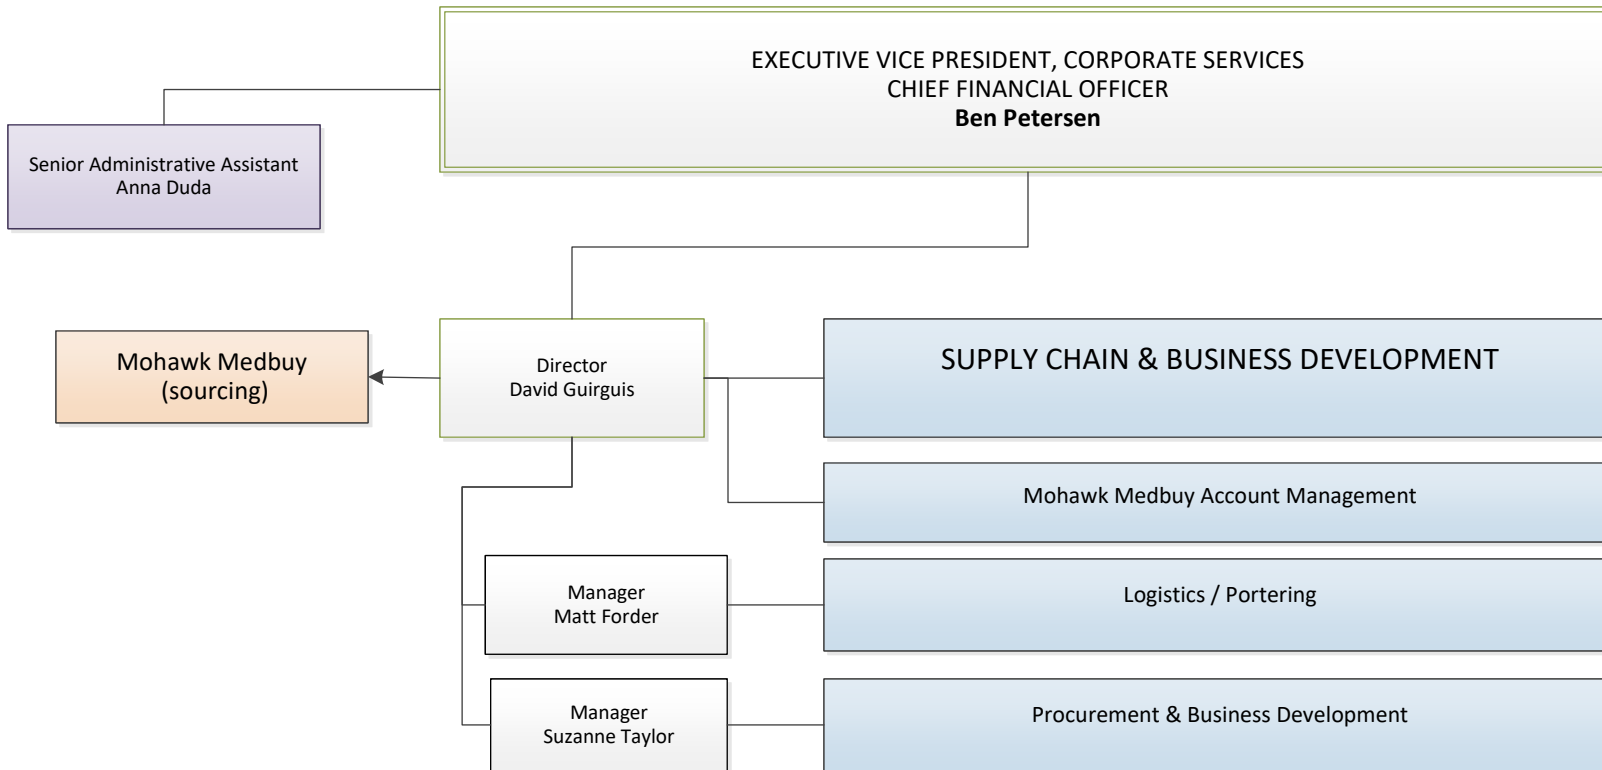 EXECUTIVE VICE PRESIDENT, CORPORATE SERVICES
CHIEF FINANCIAL OFFICER
Ben Petersen
Senior Administrative Assistant
Anna Duda
Mohawk Medbuy
(sourcing)
Director
David Guirguis
SUPPLY CHAIN & BUSINESS DEVELOPMENT
Mohawk Medbuy Account Management
Manager
Matt Forder
Logistics / Portering
Manager
Suzanne Taylor
Procurement & Business Development